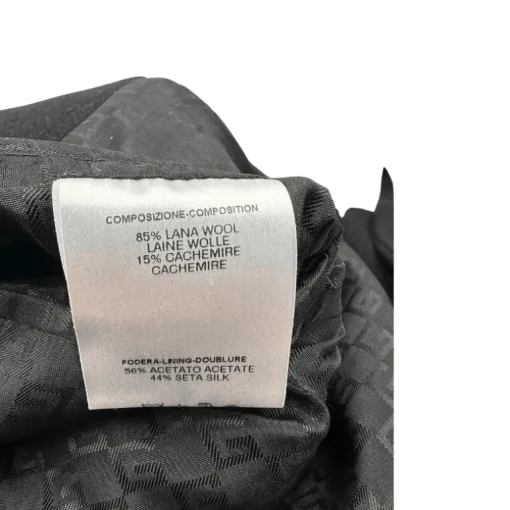 COMPOSIZIONE-COMPOSITION
85% LANA WOOL
LAINE WOLLE
15% CACHEMIRE
CACHEMIRE
FODERA-LINING-DOUBLURE
56% ACETATO ACETATE
44% SETA SILK